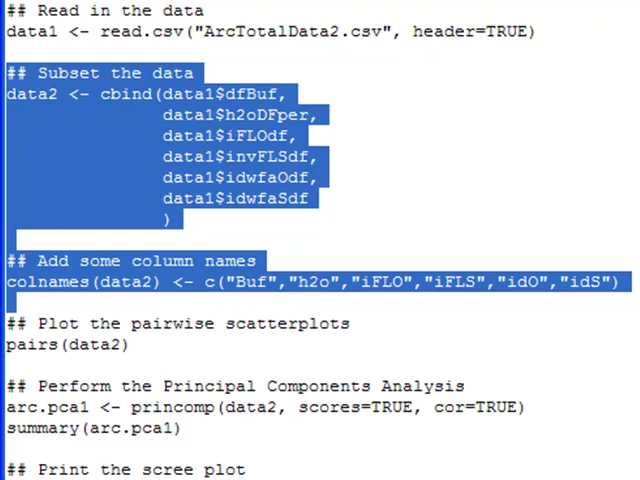 ## Read in the data
data1 <- read.csv("ArcTotalData2.csv", header=TRUE)
## Subset the data
data2 <- cbind(data1$dfBuf,
data1$h2oDFper,
data1$iFLOdf,
data1$invFLSdf,
data1$idwfaOdf,
data1$idwfaSdf
)
## Add some column names
colnames(data2) <- c("Buf","h2o","iFLO","iFLS","idO","idS")
## Plot the pairwise scatterplots
pairs(data2)
## Perform the Principal Components Analysis
arc.pca1 <- princomp(data2, scores=TRUE, cor=TRUE)
summary(arc.pca1)
## Print the scree plot